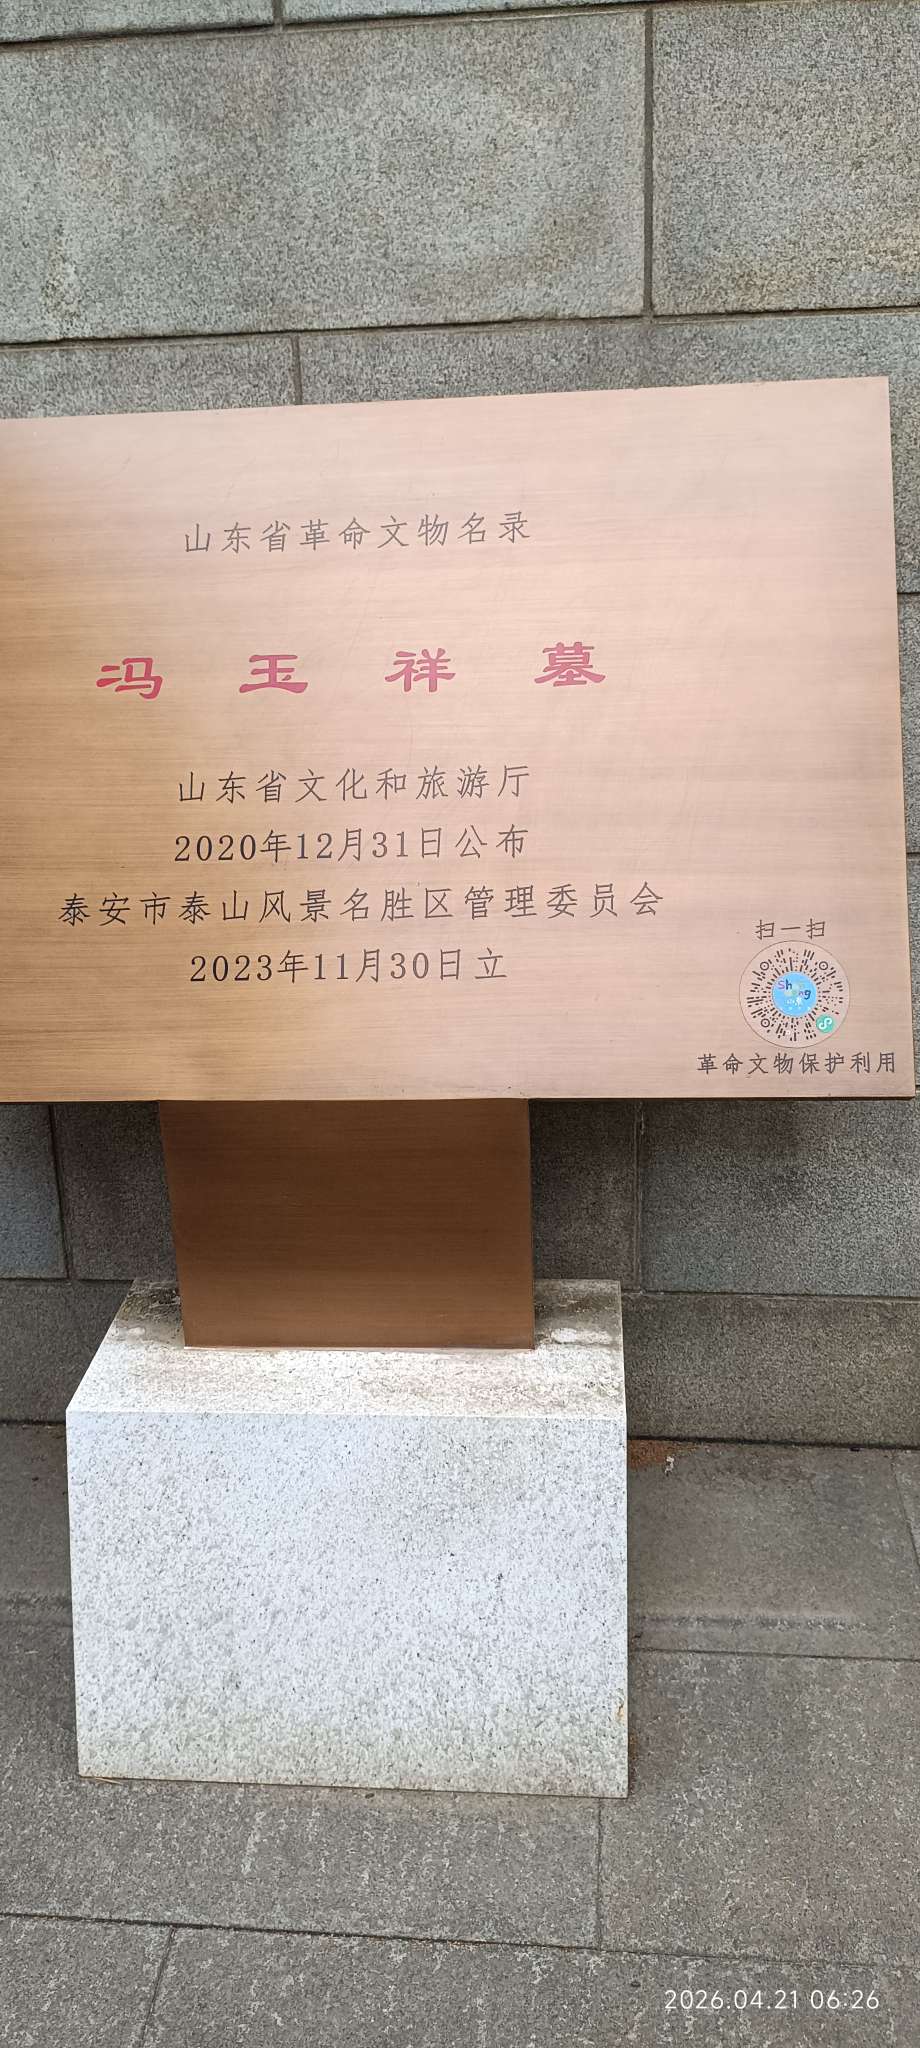 山东省革命文物名录
冯玉祥墓
山东省文化和旅游厅
2020年12月31日公布
泰安市泰山风景名胜区管理委员会
2023年11月30日立
扫一扫
山东
革命文物保护利用
2026.04.21 06:26